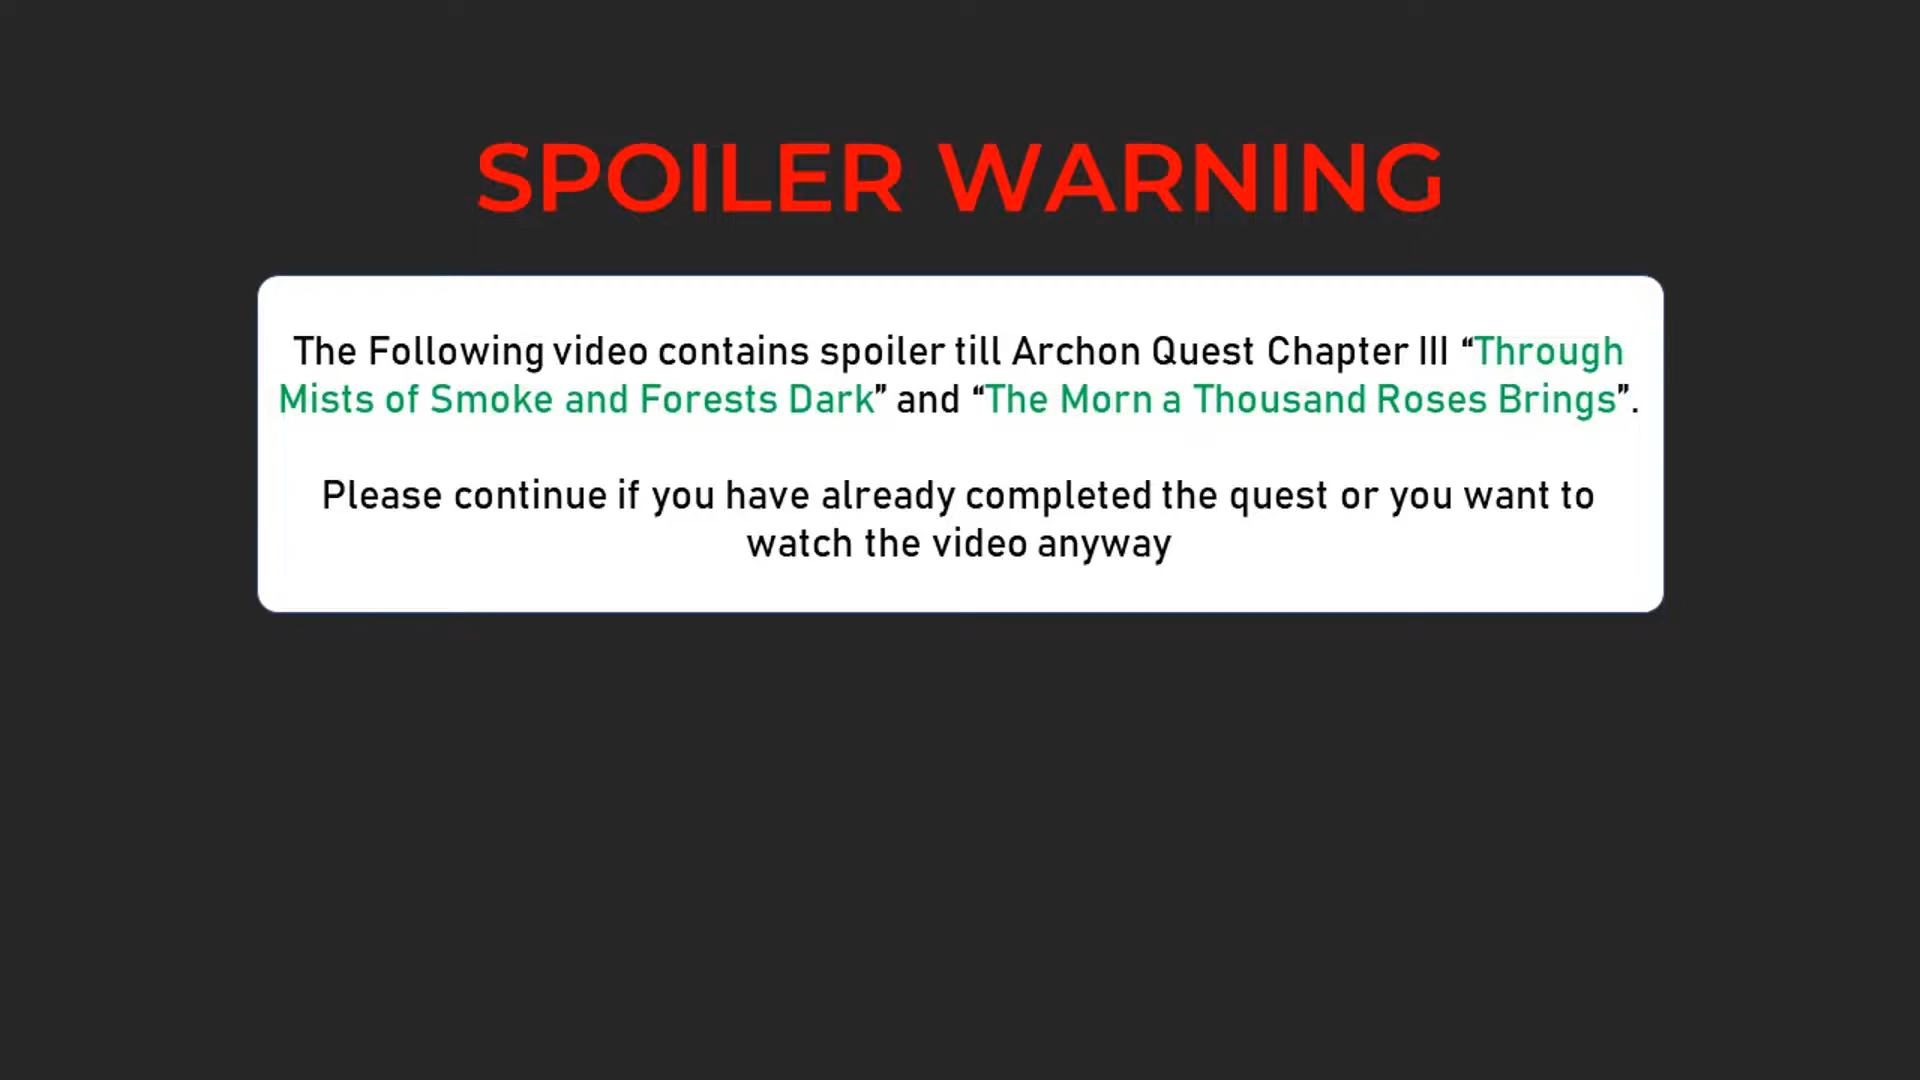 SPOILER WARNING
The Following video contains spoiler till Archon Quest Chapter III “Through
Mists of Smoke and Forests Dark” and “The Morn a Thousand Roses Brings”.
Please continue if you have already completed the quest or you want to
watch the video anyway